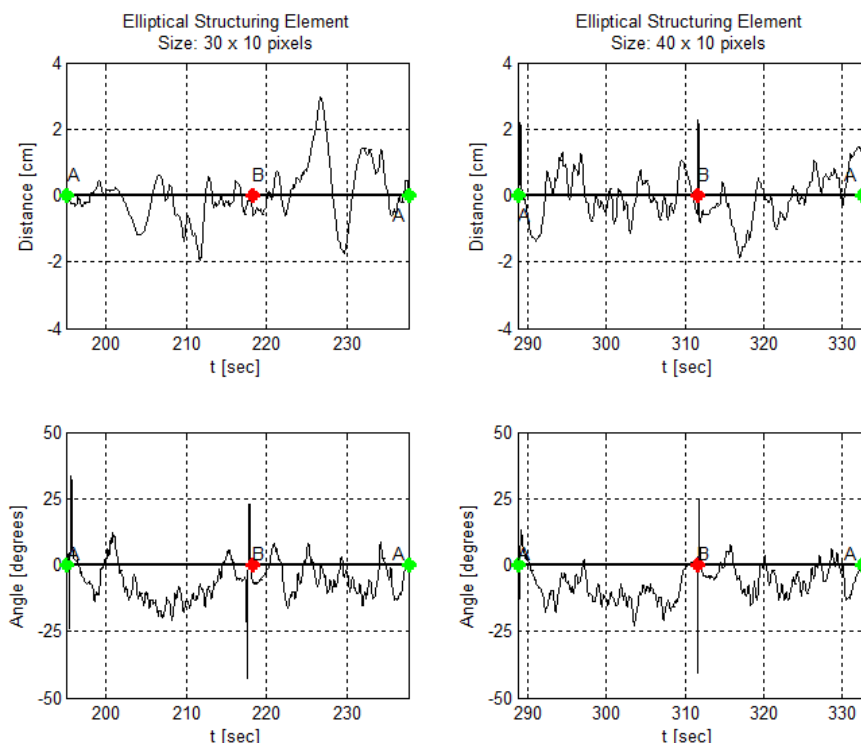 Elliptical Structuring Element
Size: 30 x 10 pixels
4
2
0
-2
-4
Distance [cm]
A
B
A
200
210
220
230
t [sec]
Elliptical Structuring Element
Size: 40 x 10 pixels
4
2
0
-2
-4
Distance [cm]
A
B
A
290
300
310
320
330
t [sec]
50
25
0
-25
-50
Angle [degrees]
A
B
A
200
210
220
230
t [sec]
50
25
0
-25
-50
Angle [degrees]
A
B
A
290
300
310
320
330
t [sec]